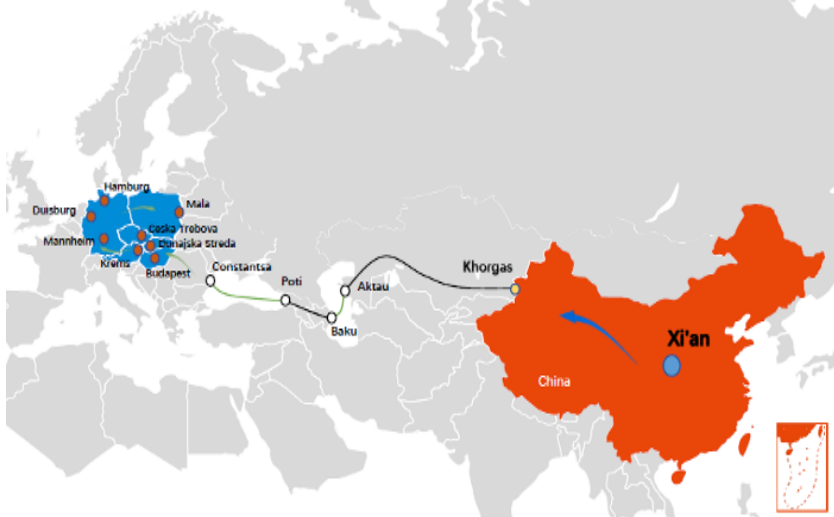 Hamburg
Duisburg
Mala
Ceska Trebova
Mannheim
Dunajska Streda
Krems
Budapest
Constantsa
Khorgas
Poti
Aktau
Baku
Xi'an
China